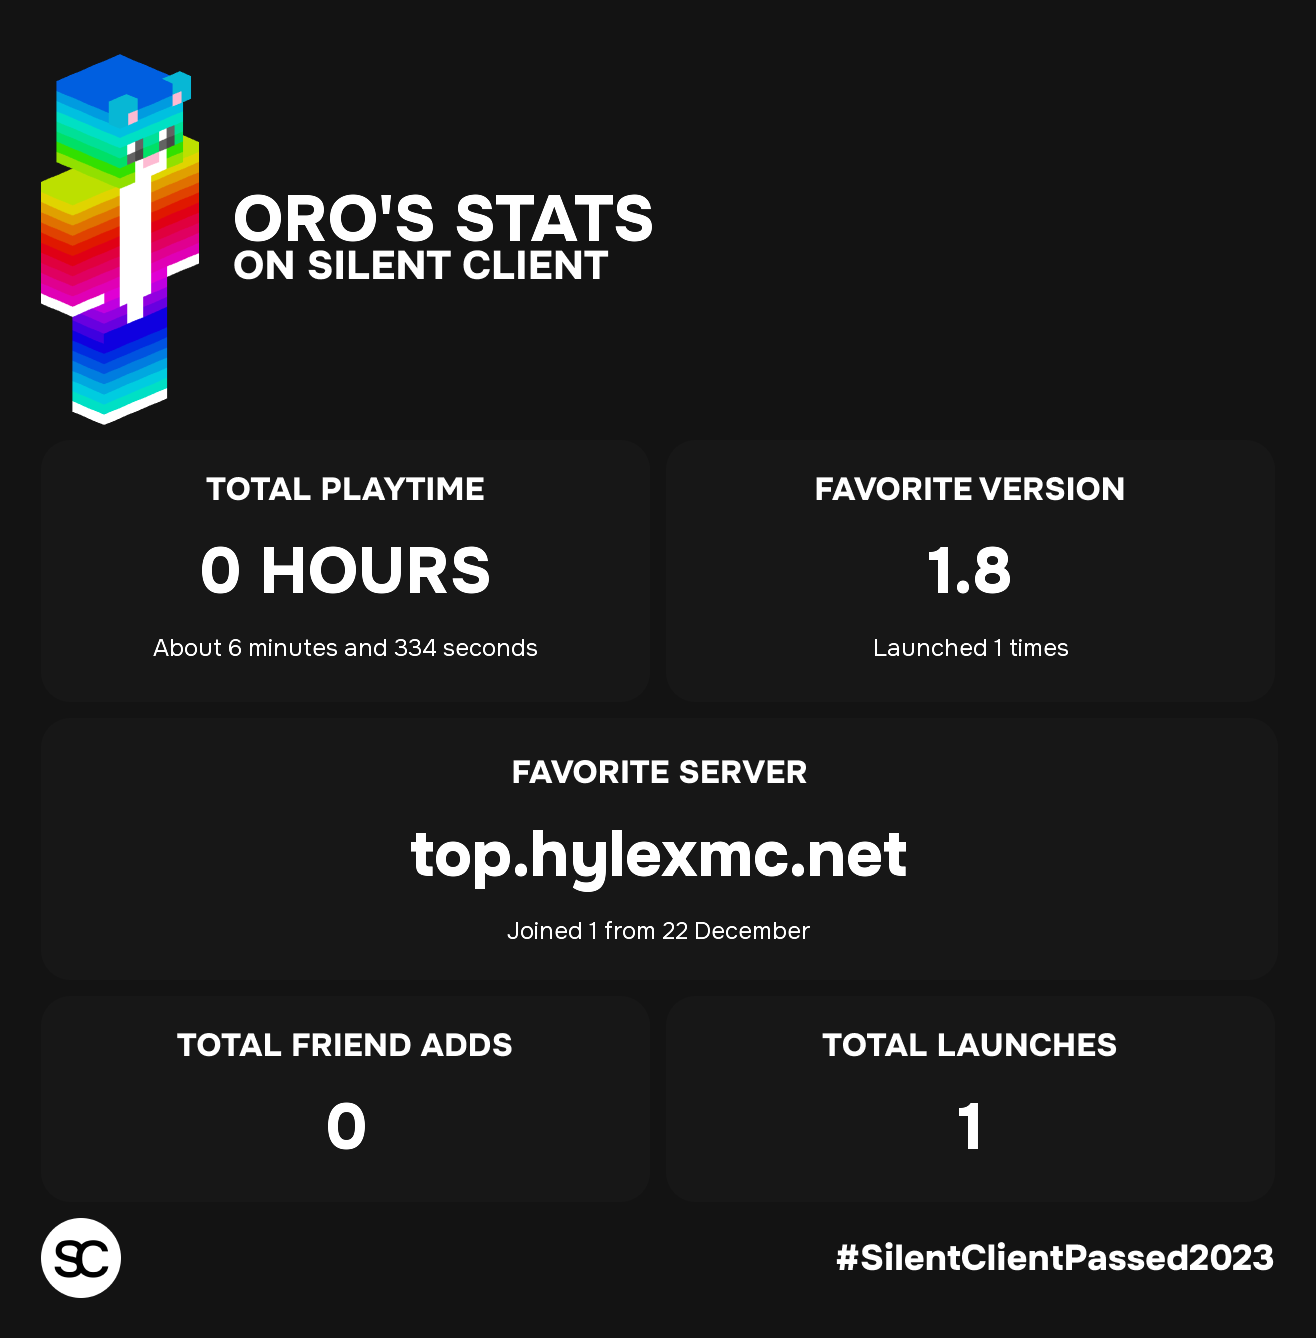 ORO'S STATS
ON SILENT CLIENT
TOTAL PLAYTIME
0 HOURS
About 6 minutes and 334 seconds
FAVORITE VERSION
1.8
Launched 1 times
FAVORITE SERVER
top.hylexmc.net
Joined 1 from 22 December
TOTAL FRIEND ADDS
0
TOTAL LAUNCHES
1
SC
#SilentClientPassed2023